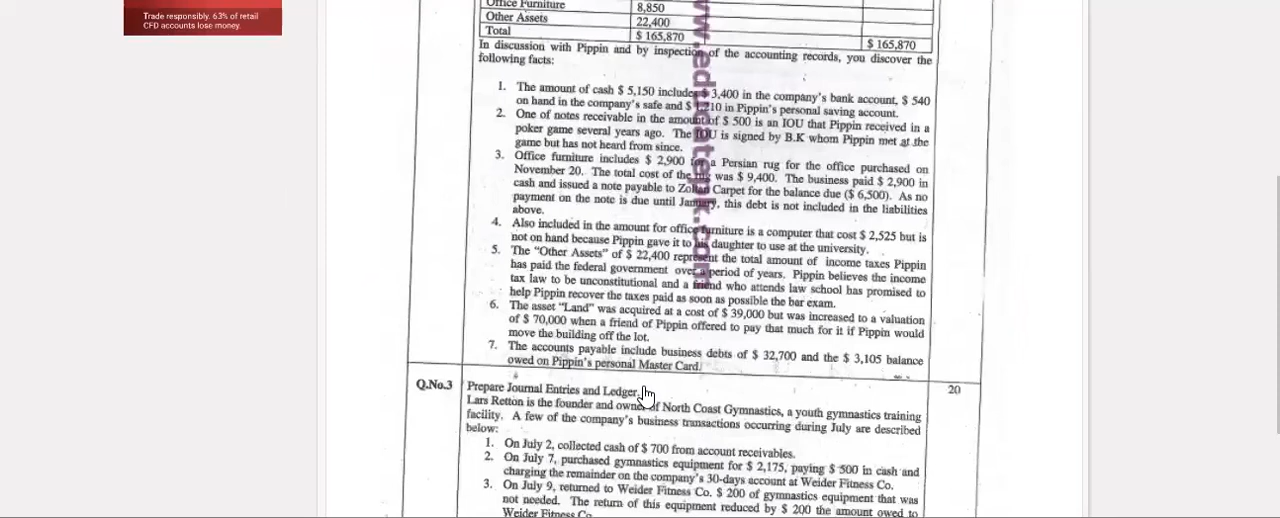 Trade responsibly. 63% of retail
CFD accounts lose money.
Office Furniture 8,850
Other Assets 22,400
Total $ 165,870 $ 165,870
In discussion with Pippin and by inspection of the accounting records, you discover the
following facts:
1. The amount of cash $ 5,150 includes $ 3,400 in the company's bank account, $ 540
on hand in the company's safe and $ 1,210 in Pippin's personal saving account.
2. One of notes receivable in the amount of $ 500 is an IOU that Pippin received in a
poker game several years ago. The IOU is signed by B.K whom Pippin met at the
game but has not heard from since.
3. Office furniture includes $ 2,900 for a Persian rug for the office purchased on
November 20. The total cost of the rug was $ 9,400. The business paid $ 2,900 in
cash and issued a note payable to Zoltan Carpet for the balance due ($ 6,500). As no
payment on the note is due until January, this debt is not included in the liabilities
above.
4. Also included in the amount for office furniture is a computer that cost $ 2,525 but is
not on hand because Pippin gave it to his daughter to use at the university.
5. The "Other Assets" of $ 22,400 represent the total amount of income taxes Pippin
has paid the federal government over a period of years. Pippin believes the income
tax law to be unconstitutional and a friend who attends law school has promised to
help Pippin recover the taxes paid as soon as possible the bar exam.
6. The asset "Land" was acquired at a cost of $ 39,000 but was increased to a valuation
of $ 70,000 when a friend of Pippin offered to pay that much for it if Pippin would
move the building off the lot.
7. The accounts payable include business debts of $ 32,700 and the $ 3,105 balance
owed on Pippin's personal Master Card.
Q.No.3 Prepare Journal Entries and Ledger. 20
Lars Retton is the founder and owner of North Coast Gymnastics, a youth gymnastics training
facility. A few of the company's business transactions occurring during July are described
below:
1. On July 2, collected cash of $ 700 from account receivables.
2. On July 7, purchased gymnastics equipment for $ 2,175, paying $ 500 in cash and
charging the remainder on the company's 30-days account at Weider Fitness Co.
3. On July 9, returned to Weider Fitness Co. $ 200 of gymnastics equipment that was
not needed. The return of this equipment reduced by $ 200 the amount owed to
Weider Fitness Co.